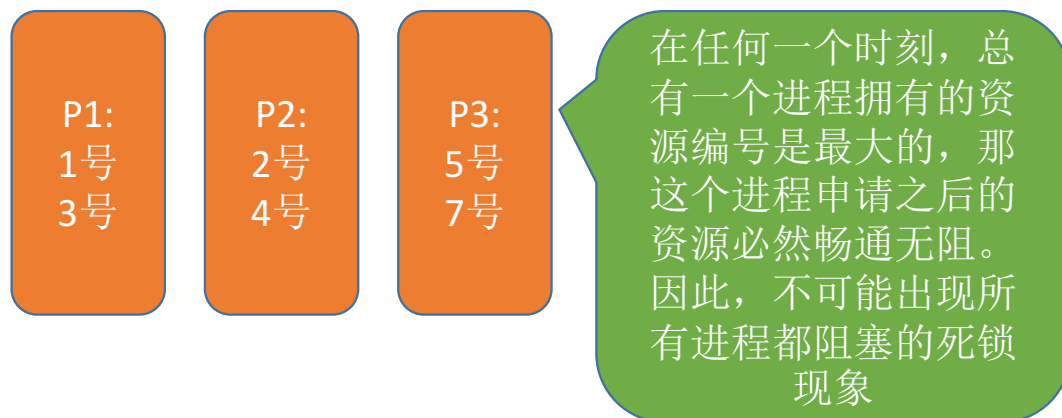 P1:
1号
3号
P2:
2号
4号
P3:
5号
7号
在任何一个时刻，总
有一个进程拥有的资
源编号是最大的，那
这个进程申请之后的
资源必然畅通无阻。
因此，不可能出现所
有进程都阻塞的死锁
现象